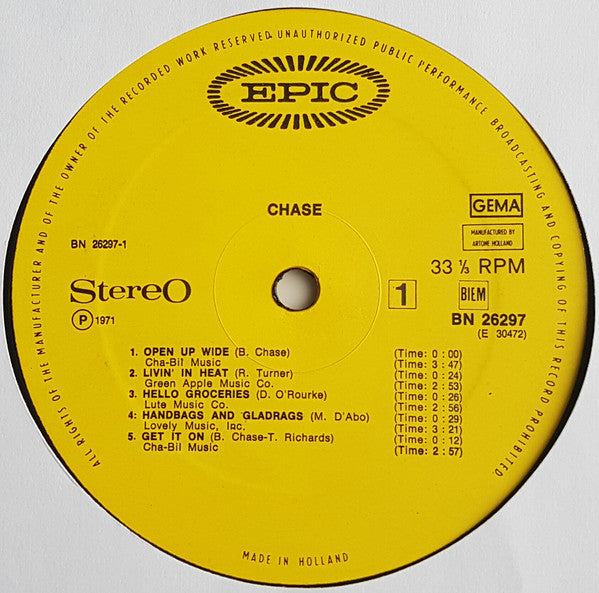 ALL RIGHTS OF THE MANUFACTURER AND OF THE OWNER OF THE RECORDED WORK RESERVED. UNAUTHORIZED PUBLIC PERFORMANCE BROADCASTING AND COPYING OF THIS RECORD PROHIBITED.
EPIC
CHASE
GEMA
BN 26297-1
MANUFACTURED BY
ARTONE HOLLAND
33 ⅓ RPM
StereO
1
BIEM
Ⓟ 1971
BN 26297
(E 30472)
1. OPEN UP WIDE (B. Chase) (Time: 0 : 00)
Cha-Bil Music (Time: 3 : 47)
2. LIVIN' IN HEAT (R. Turner) (Time: 0 : 24)
Green Apple Music Co. (Time: 2 : 53)
3. HELLO GROCERIES (D. O'Rourke) (Time: 0 : 26)
Lute Music Co. (Time: 2 : 56)
4: HANDBAGS AND GLADRAGS (M. D'Abo) (Time: 0 : 29)
Lovely Music, Inc. (Time: 3 : 21)
5. GET IT ON (B. Chase-T. Richards) (Time: 0 : 12)
Cha-Bil Music (Time: 2 : 57)
MADE IN HOLLAND